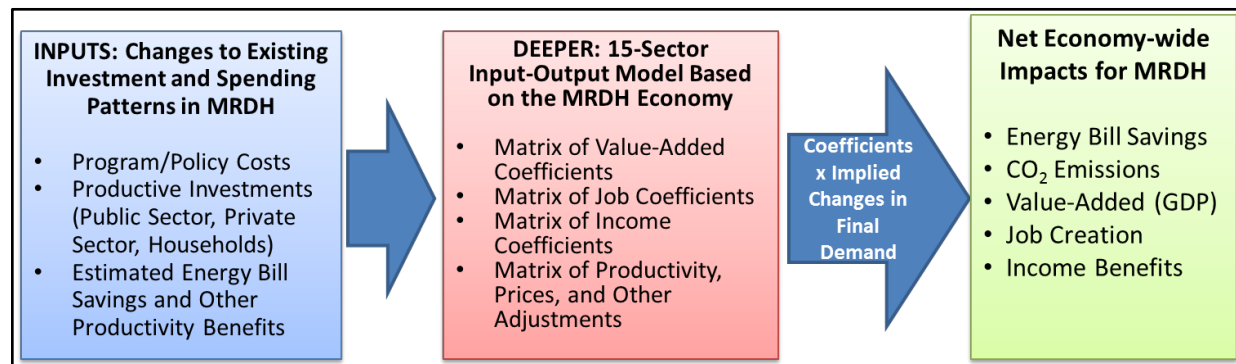 INPUTS: Changes to Existing
Investment and Spending
Patterns in MRDH
• Program/Policy Costs
• Productive Investments
(Public Sector, Private
Sector, Households)
• Estimated Energy Bill
Savings and Other
Productivity Benefits
DEEPER: 15-Sector
Input-Output Model Based
on the MRDH Economy
• Matrix of Value-Added
Coefficients
• Matrix of Job Coefficients
• Matrix of Income
Coefficients
• Matrix of Productivity,
Prices, and Other
Adjustments
Coefficients
x Implied
Changes in
Final
Demand
Net Economy-wide
Impacts for MRDH
• Energy Bill Savings
• CO₂ Emissions
• Value-Added (GDP)
• Job Creation
• Income Benefits